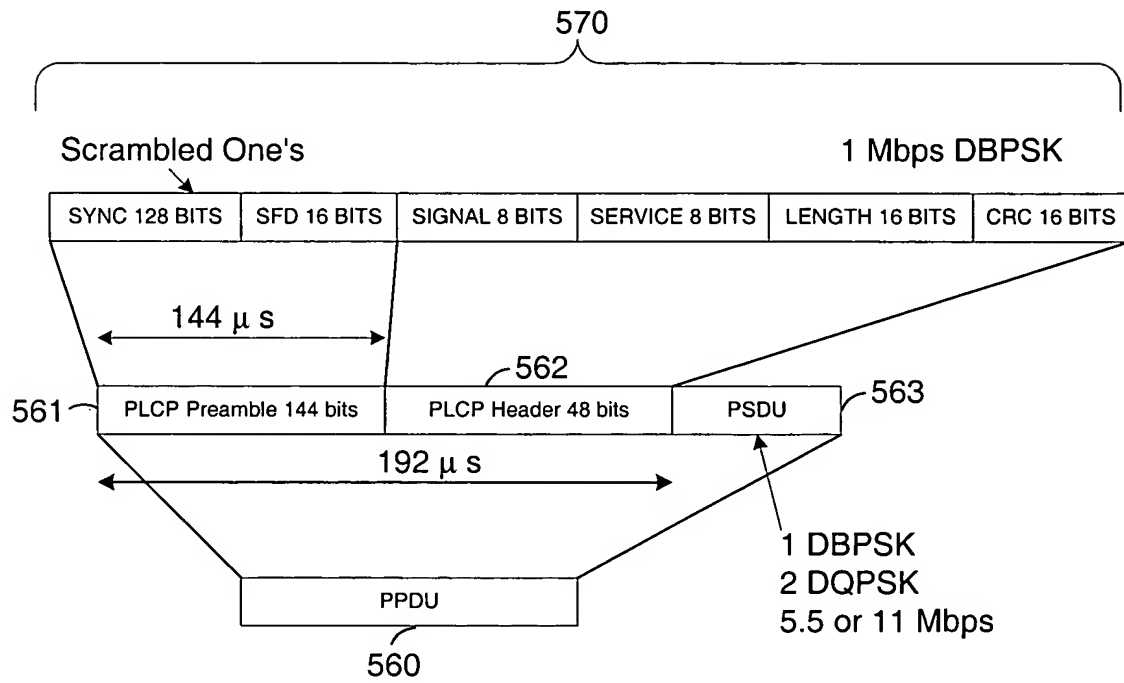 570
Scrambled One's
1 Mbps DBPSK
SYNC 128 BITS
SFD 16 BITS
SIGNAL 8 BITS
SERVICE 8 BITS
LENGTH 16 BITS
CRC 16 BITS
144 μ s
562
561
PLCP Preamble 144 bits
PLCP Header 48 bits
PSDU
563
192 μ s
1 DBPSK
2 DQPSK
5.5 or 11 Mbps
PPDU
560